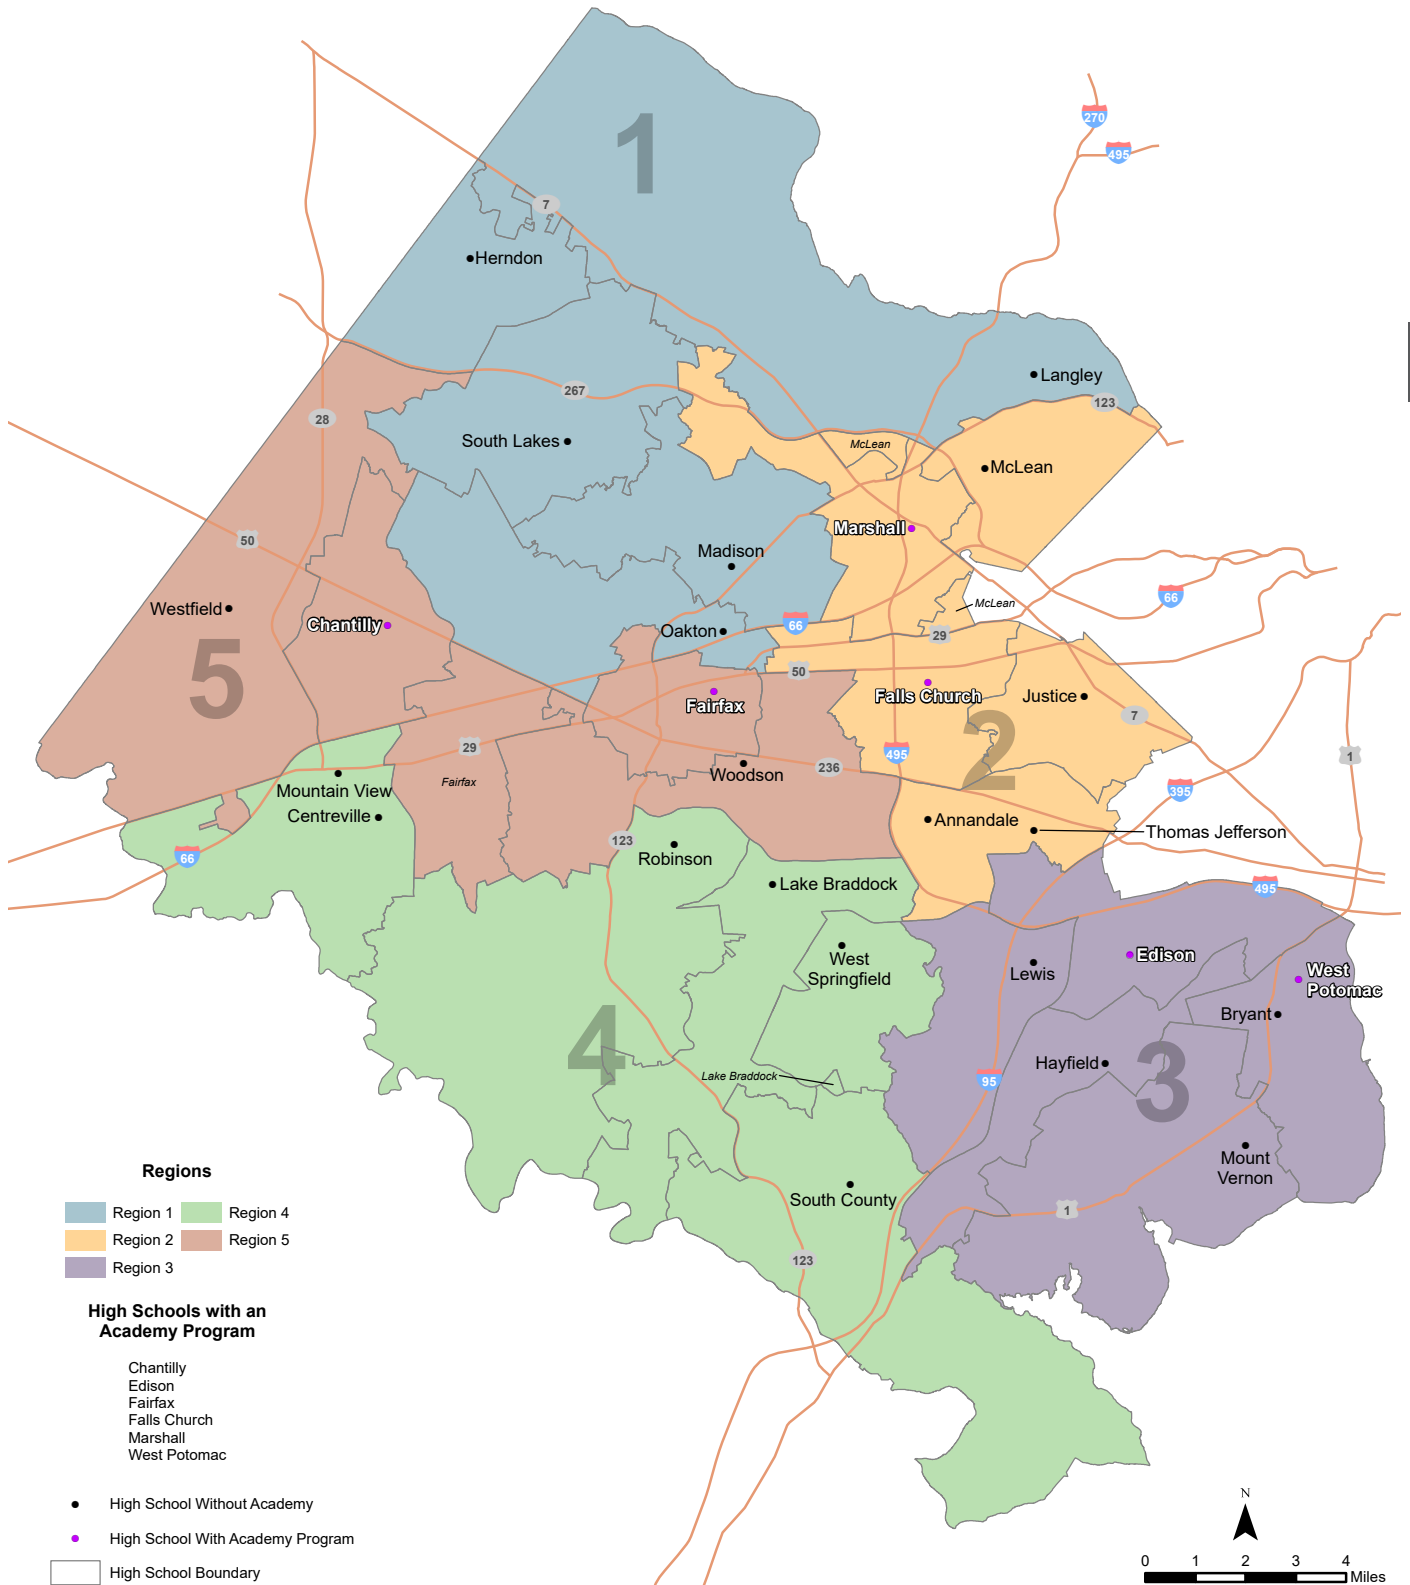 270
495
1
7
Herndon
Langley
123
267
28
McLean
South Lakes
McLean
Marshall
50
Madison
66
Westfield
Chantilly
McLean
Oakton
66
29
5
50
Falls Church
Justice
Fairfax
7
2
29
495
1
Woodson
236
Fairfax
Mountain View
395
Centreville
Annandale
Thomas Jefferson
123
66
Robinson
Lake Braddock
495
West
Springfield
Edison
Lewis
West
Potomac
Bryant
4
Hayfield
3
Lake Braddock
95
Mount
Vernon
South County
1
123
Regions
Region 1
Region 4
Region 2
Region 5
Region 3
High Schools with an
Academy Program
Chantilly
Edison
Fairfax
Falls Church
Marshall
West Potomac
High School Without Academy
High School With Academy Program
High School Boundary
N
0 1 2 3 4
Miles